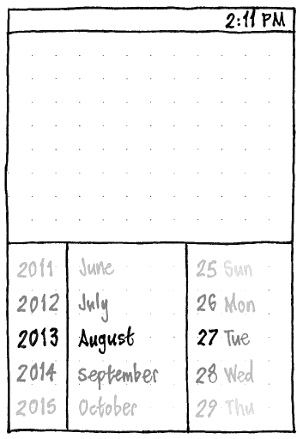 2:11 PM
2011 June 25 Sun
2012 July 26 Mon
2013 August 27 Tue
2014 September 28 Wed
2015 October 29 Thu